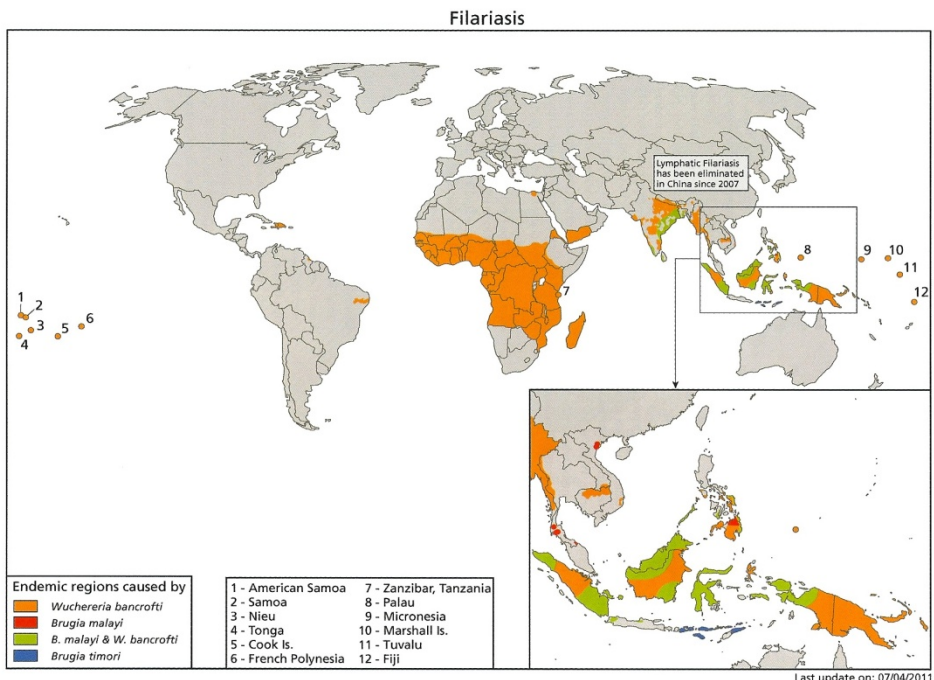 Filariasis
Lymphatic Filariasis
has been eliminated
in China since 2007
8
9
10
11
12
7
1
2
3
4
5
6
Endemic regions caused by
Wuchereria bancrofti
Brugia malayi
B. malayi & W. bancrofti
Brugia timori
1 - American Samoa
2 - Samoa
3 - Nieu
4 - Tonga
5 - Cook Is.
6 - French Polynesia
7 - Zanzibar, Tanzania
8 - Palau
9 - Micronesia
10 - Marshall Is.
11 - Tuvalu
12 - Fiji
Last update on: 07/04/2011